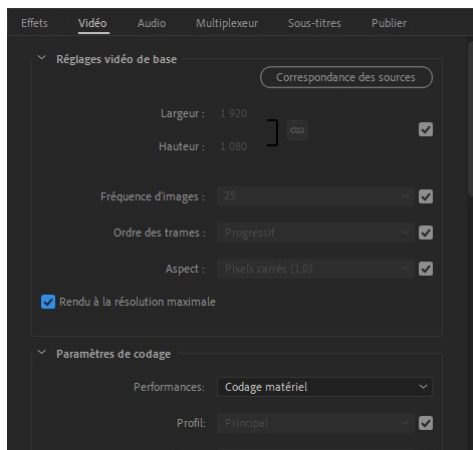 Effets Vidéo Audio Multiplexeur Sous-titres Publier
Réglages vidéo de base
Correspondance des sources
Largeur : 1 920
Hauteur : 1 080
Fréquence d'images : 25
Ordre des trames : Progressif
Aspect : Pixels carrés (1,0)
Rendu à la résolution maximale
Paramètres de codage
Performances: Codage matériel
Profil: Principal